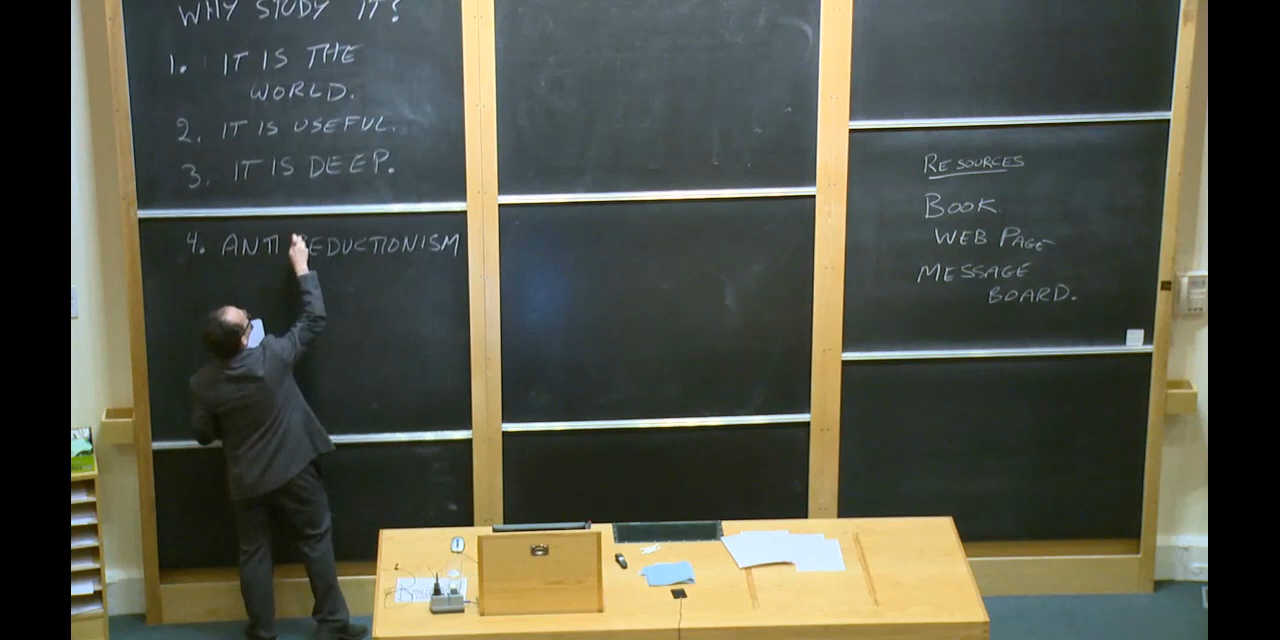 WHY STUDY IT?
1. IT IS THE
WORLD.
2. IT IS USEFUL.
3. IT IS DEEP.
4. ANTI REDUCTIONISM
RESOURCES
BOOK.
WEB PAGE
MESSAGE
BOARD.